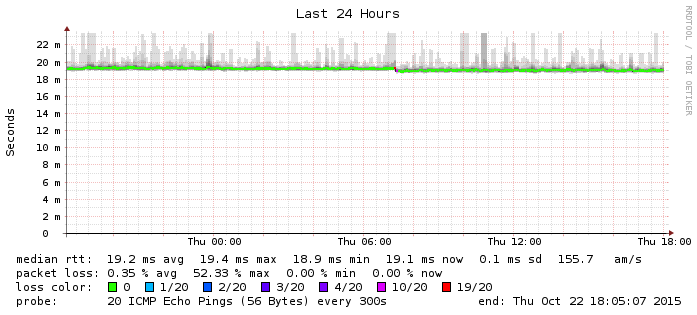 Last 24 Hours
RRDTOOL / TOBI OETIKER
Seconds
22 m
20 m
18 m
16 m
14 m
12 m
10 m
8 m
6 m
4 m
2 m
0
Thu 00:00 Thu 06:00 Thu 12:00 Thu 18:00
median rtt: 19.2 ms avg 19.4 ms max 18.9 ms min 19.1 ms now 0.1 ms sd 155.7 am/s
packet loss: 0.35 % avg 52.33 % max 0.00 % min 0.00 % now
loss color: 0 1/20 2/20 3/20 4/20 10/20 19/20
probe: 20 ICMP Echo Pings (56 Bytes) every 300s end: Thu Oct 22 18:05:07 2015